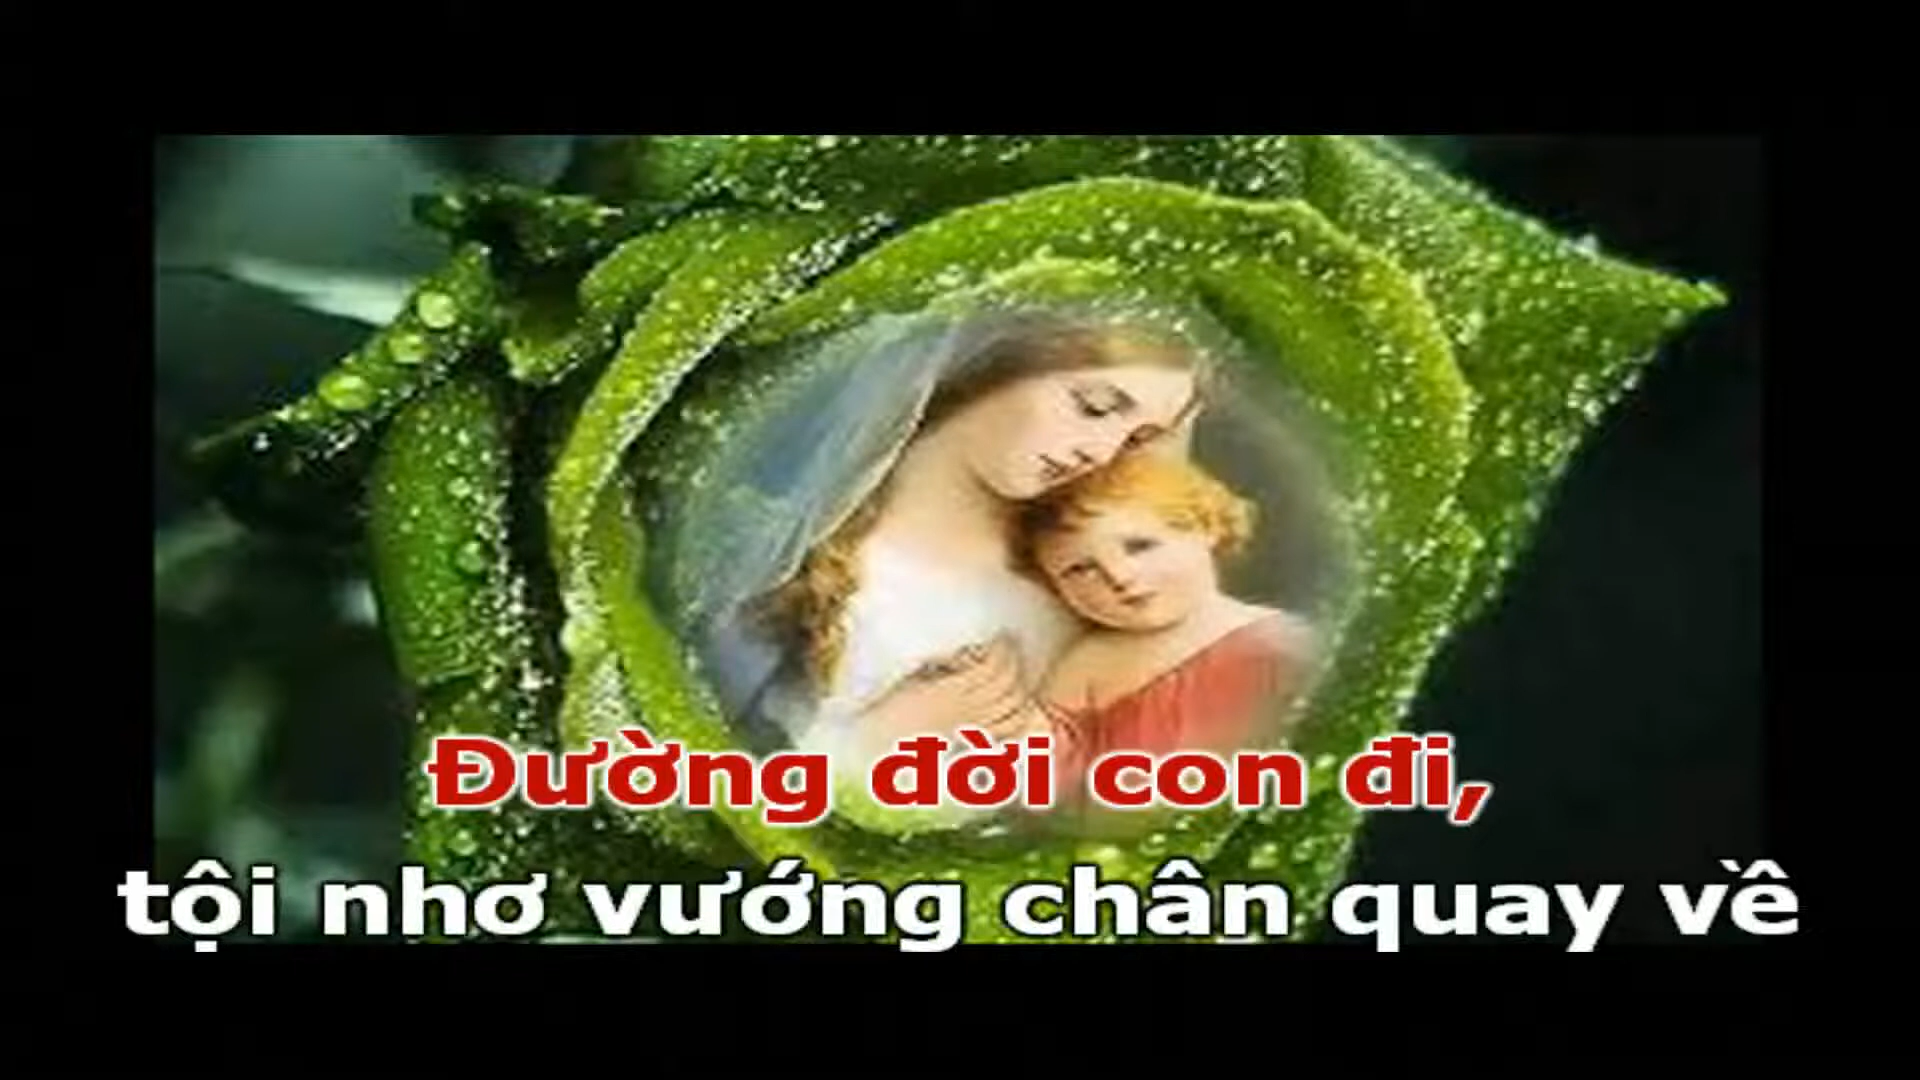 Đường đời con đi,
tội nhơ vướng chân quay về